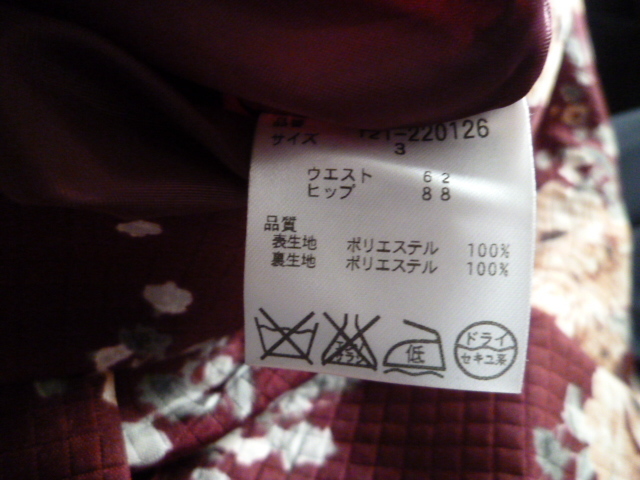 サイズ 3
121-220126
ウエスト 62
ヒップ 88
品質
表生地 ポリエステル 100%
裏生地 ポリエステル 100%
低
ドライ
セキユ系